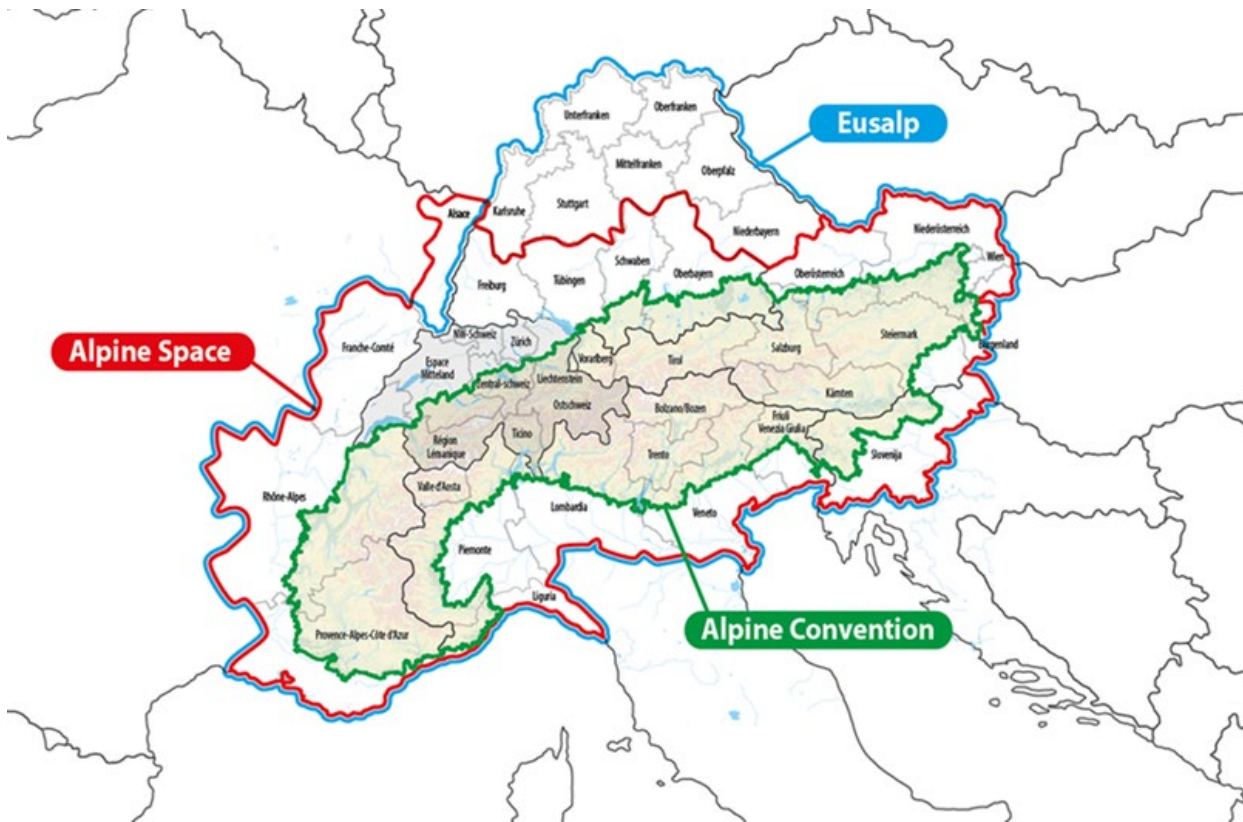 Unterfranken
Oberfranken
Eusalp
Mittelfranken
Oberpfalz
Alsace
Karlsruhe
Stuttgart
Niederbayern
Niederösterreich
Wien
Schwaben
Oberbayern
Oberösterreich
Freiburg
Tübingen
Alpine Space
Franche-Comté
NW-Schweiz
Zürich
Espace
Mitteland
Vorarlberg
Tirol
Salzburg
Steiermark
Burgenland
Zentral-schweiz
Liechtenstein
Ostschweiz
Kärnten
Bolzano/Bozen
Friuli
Venezia Giulia
Région
Lémanique
Ticino
Trento
Slovenija
Rhône-Alpes
Valle d'Aosta
Lombardia
Veneto
Piemonte
Liguria
Provence-Alpes-Côte d'Azur
Alpine Convention